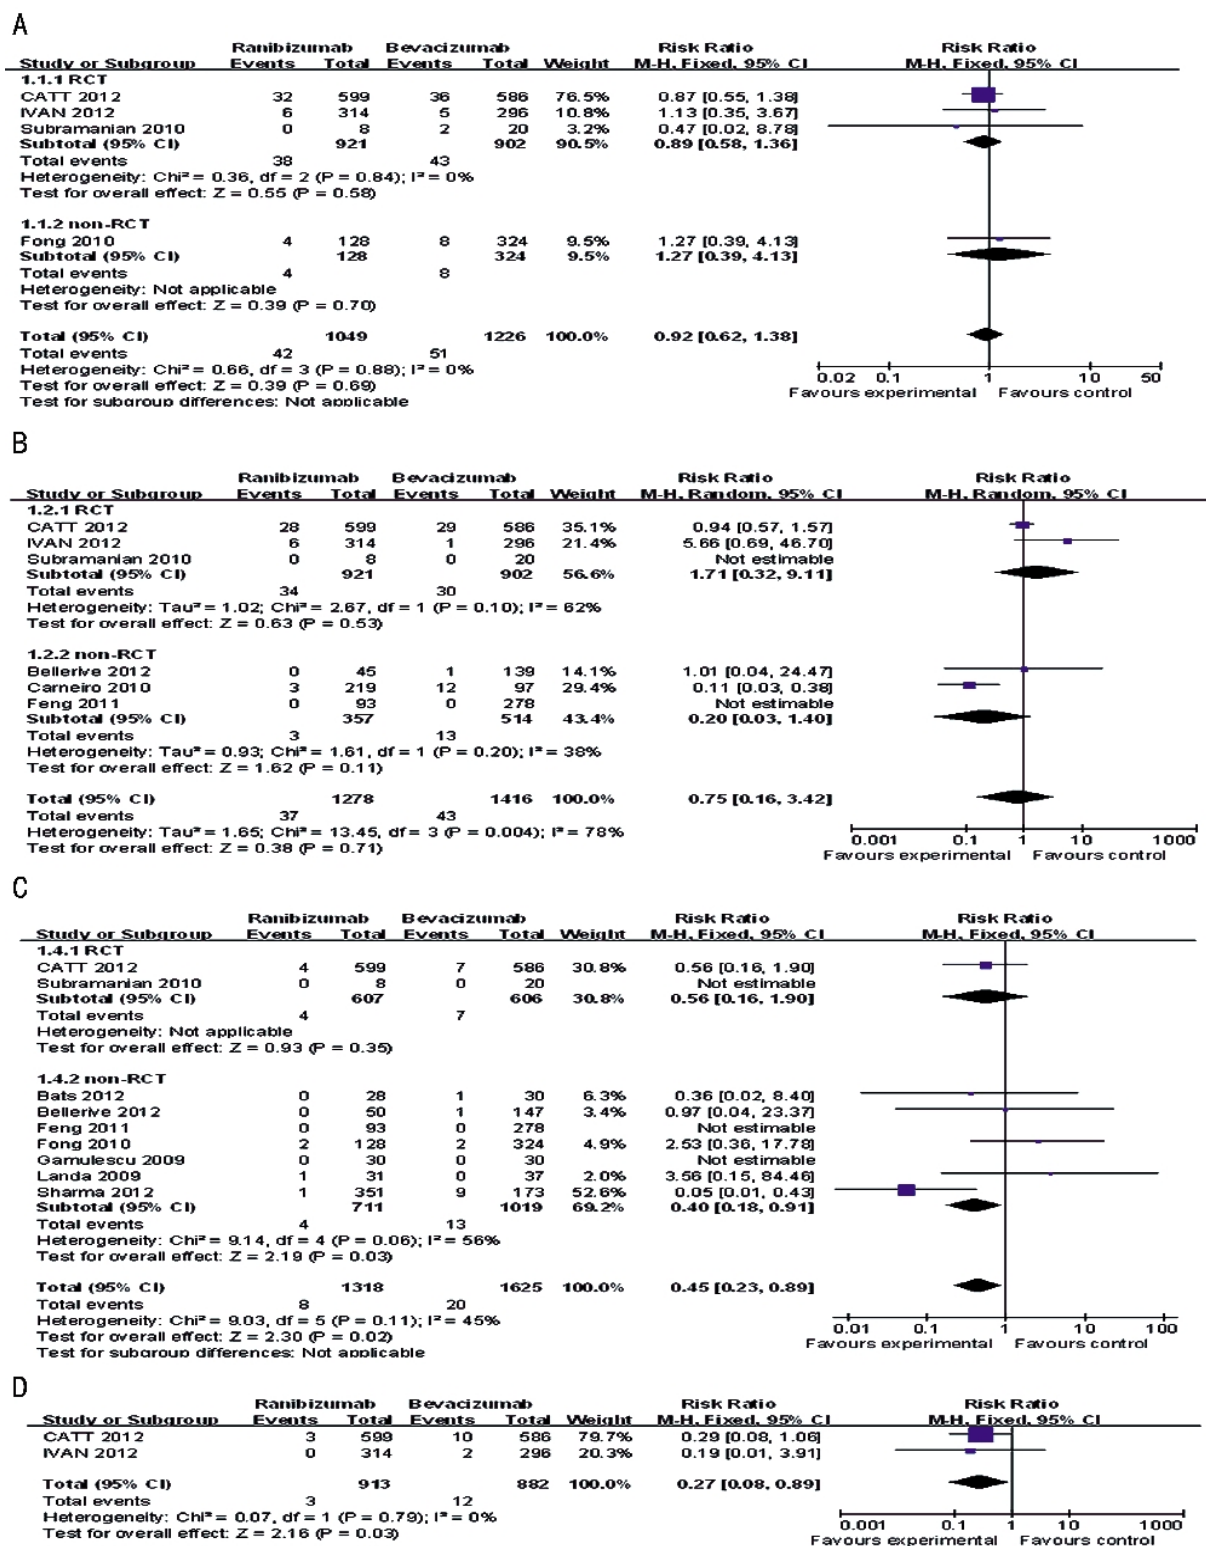 A
Ranibizumab Bevacizumab Risk Ratio Risk Ratio
Study or Subgroup Events Total Events Total Weight M-H, Fixed, 95% CI M-H, Fixed, 95% CI
1.1.1 RCT
CATT 2012 32 599 36 586 76.5% 0.87 [0.55, 1.38]
IVAN 2012 6 314 5 296 10.8% 1.13 [0.35, 3.67]
Subramanian 2010 0 8 2 20 3.2% 0.47 [0.02, 8.78]
Subtotal (95% CI) 921 902 90.5% 0.89 [0.58, 1.36]
Total events 38 43
Heterogeneity: Chi² = 0.36, df = 2 (P = 0.84); I² = 0%
Test for overall effect: Z = 0.55 (P = 0.58)
1.1.2 non-RCT
Fong 2010 4 128 8 324 9.5% 1.27 [0.39, 4.13]
Subtotal (95% CI) 128 324 9.5% 1.27 [0.39, 4.13]
Total events 4 8
Heterogeneity: Not applicable
Test for overall effect: Z = 0.39 (P = 0.70)
Total (95% CI) 1049 1226 100.0% 0.92 [0.62, 1.38]
Total events 42 51
Heterogeneity: Chi² = 0.66, df = 3 (P = 0.88); I² = 0%
Test for overall effect: Z = 0.39 (P = 0.69)
Test for subgroup differences: Not applicable
0.02 0.1 1 10 50
Favours experimental Favours control
B
Ranibizumab Bevacizumab Risk Ratio Risk Ratio
Study or Subgroup Events Total Events Total Weight M-H, Random, 95% CI M-H, Random, 95% CI
1.2.1 RCT
CATT 2012 28 599 29 586 35.1% 0.94 [0.57, 1.57]
IVAN 2012 6 314 1 296 21.4% 5.66 [0.69, 46.70]
Subramanian 2010 0 8 0 20 Not estimable
Subtotal (95% CI) 921 902 56.6% 1.71 [0.32, 9.11]
Total events 34 30
Heterogeneity: Tau² = 1.02; Chi² = 2.67, df = 1 (P = 0.10); I² = 62%
Test for overall effect: Z = 0.63 (P = 0.53)
1.2.2 non-RCT
Bellerive 2012 0 45 1 139 14.1% 1.01 [0.04, 24.47]
Carneiro 2010 3 219 12 97 29.4% 0.11 [0.03, 0.38]
Feng 2011 0 93 0 278 Not estimable
Subtotal (95% CI) 357 514 43.4% 0.20 [0.03, 1.40]
Total events 3 13
Heterogeneity: Tau² = 0.93; Chi² = 1.61, df = 1 (P = 0.20); I² = 38%
Test for overall effect: Z = 1.62 (P = 0.11)
Total (95% CI) 1278 1416 100.0% 0.75 [0.16, 3.42]
Total events 37 43
Heterogeneity: Tau² = 1.65; Chi² = 13.45, df = 3 (P = 0.004); I² = 78%
Test for overall effect: Z = 0.38 (P = 0.71)
0.001 0.1 1 10 1000
Favours experimental Favours control
C
Ranibizumab Bevacizumab Risk Ratio Risk Ratio
Study or Subgroup Events Total Events Total Weight M-H, Fixed, 95% CI M-H, Fixed, 95% CI
1.4.1 RCT
CATT 2012 4 599 7 586 30.8% 0.56 [0.16, 1.90]
Subramanian 2010 0 8 0 20 Not estimable
Subtotal (95% CI) 607 606 30.8% 0.56 [0.16, 1.90]
Total events 4 7
Heterogeneity: Not applicable
Test for overall effect: Z = 0.93 (P = 0.35)
1.4.2 non-RCT
Bats 2012 0 28 1 30 6.3% 0.36 [0.02, 8.40]
Bellerive 2012 0 50 1 147 3.4% 0.97 [0.04, 23.37]
Feng 2011 0 93 0 278 Not estimable
Fong 2010 2 128 2 324 4.9% 2.53 [0.36, 17.78]
Gamulescu 2009 0 30 0 30 Not estimable
Landa 2009 1 31 0 37 2.0% 3.56 [0.15, 84.46]
Sharma 2012 1 351 9 173 52.6% 0.05 [0.01, 0.43]
Subtotal (95% CI) 711 1019 69.2% 0.40 [0.18, 0.91]
Total events 4 13
Heterogeneity: Chi² = 9.14, df = 4 (P = 0.06); I² = 56%
Test for overall effect: Z = 2.19 (P = 0.03)
Total (95% CI) 1318 1625 100.0% 0.45 [0.23, 0.89]
Total events 8 20
Heterogeneity: Chi² = 9.03, df = 5 (P = 0.11); I² = 45%
Test for overall effect: Z = 2.30 (P = 0.02)
Test for subgroup differences: Not applicable
0.01 0.1 1 10 100
Favours experimental Favours control
D
Ranibizumab Bevacizumab Risk Ratio Risk Ratio
Study or Subgroup Events Total Events Total Weight M-H, Fixed, 95% CI M-H, Fixed, 95% CI
CATT 2012 3 599 10 586 79.7% 0.29 [0.08, 1.06]
IVAN 2012 0 314 2 296 20.3% 0.19 [0.01, 3.91]
Total (95% CI) 913 882 100.0% 0.27 [0.08, 0.89]
Total events 3 12
Heterogeneity: Chi² = 0.07, df = 1 (P = 0.79); I² = 0%
Test for overall effect: Z = 2.16 (P = 0.03)
0.001 0.1 1 10 1000
Favours experimental Favours control